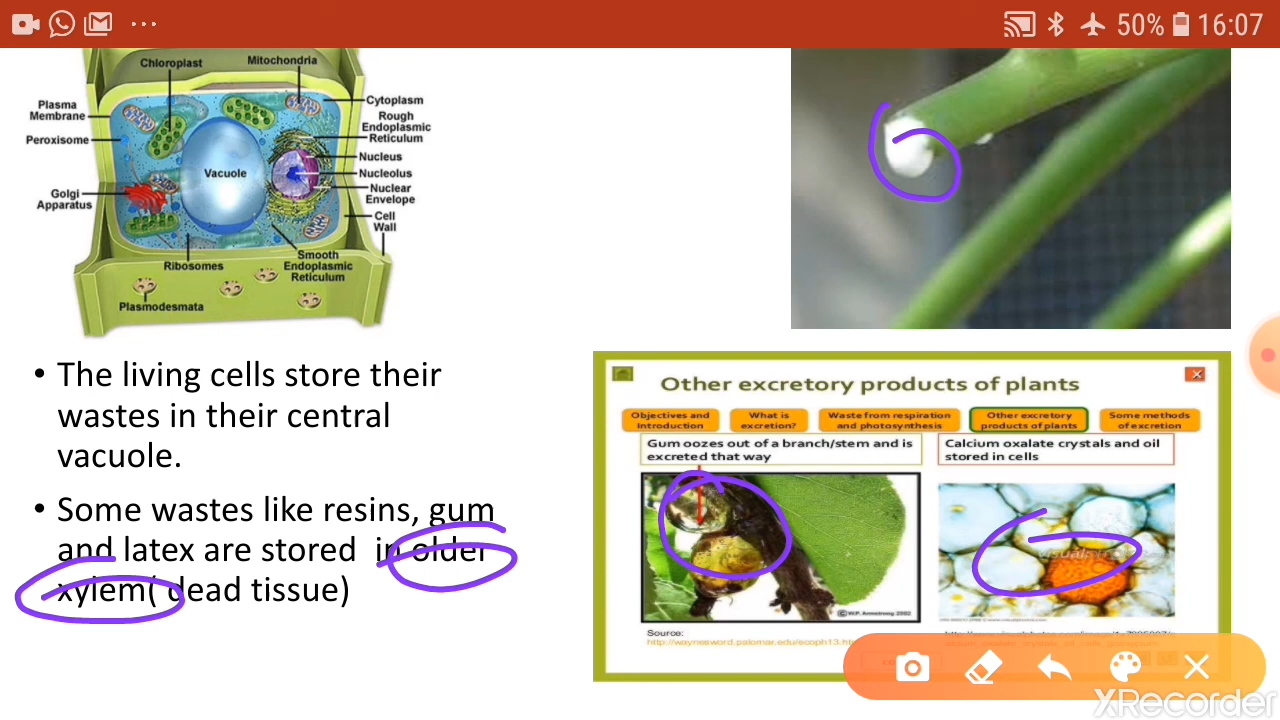 50% 16:07
Chloroplast
Mitochondria
Plasma
Membrane
Peroxisome
Golgi
Apparatus
Vacuole
Cytoplasm
Rough
Endoplasmic
Reticulum
Nucleus
Nucleolus
Nuclear
Envelope
Cell
Wall
Ribosomes
Smooth
Endoplasmic
Reticulum
Plasmodesmata
• The living cells store their
wastes in their central
vacuole.
• Some wastes like resins, gum
and latex are stored in older
xylem( dead tissue)
Other excretory products of plants
Objectives and
Introduction
What is
excretion?
Waste from respiration
and photosynthesis
Other excretory
products of plants
Some methods
of excretion
Gum oozes out of a branch/stem and is
excreted that way
Calcium oxalate crystals and oil
stored in cells
©W.P. Armstrong 2002
Source:
XRecorder